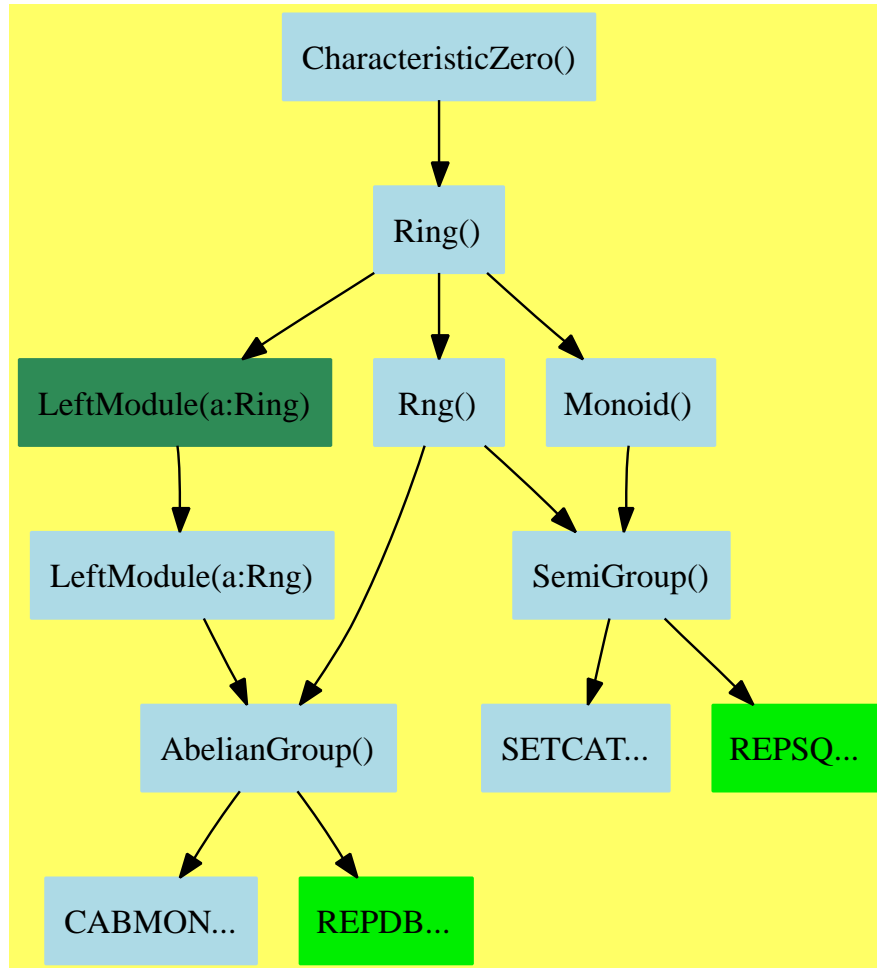 CharacteristicZero()
Ring()
LeftModule(a:Ring)
Rng()
Monoid()
LeftModule(a:Rng)
SemiGroup()
AbelianGroup()
SETCAT...
REPSQ...
CABMON...
REPDB...